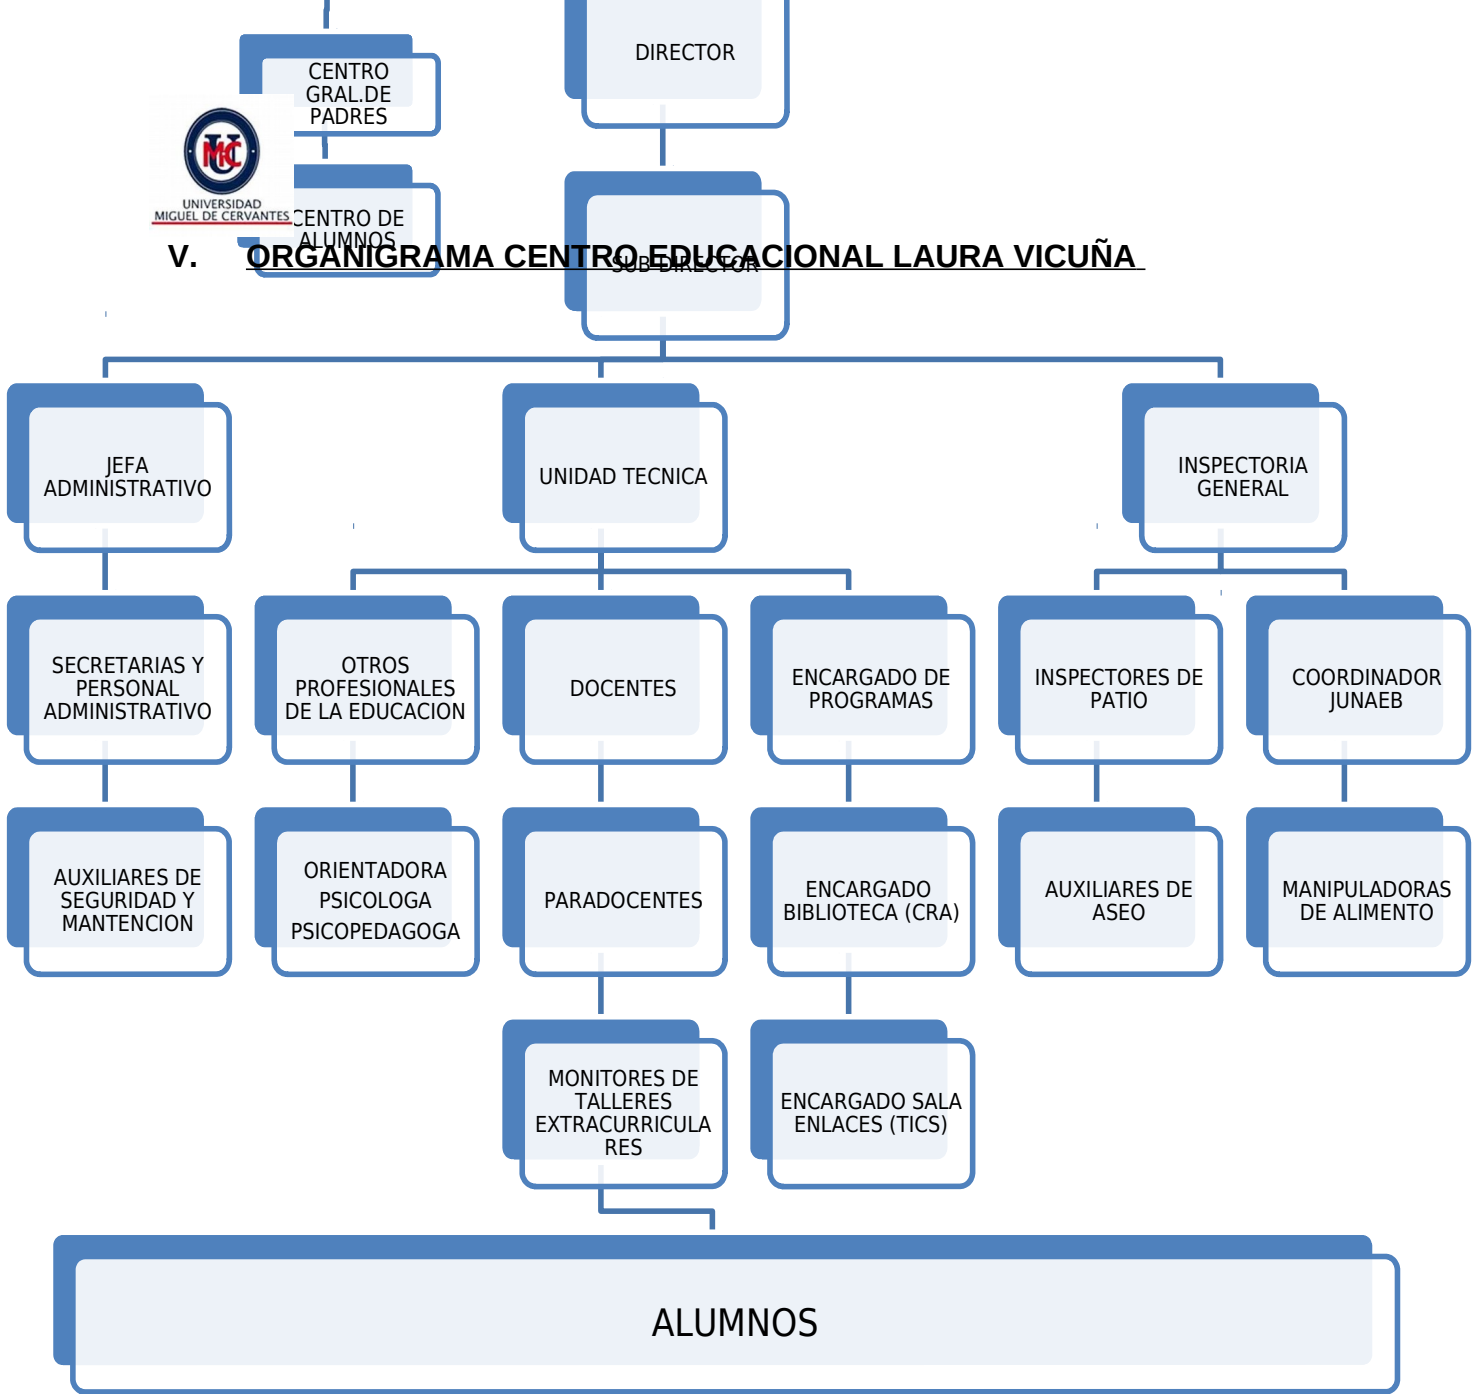 DIRECTOR
CENTRO
GRAL.DE
PADRES
UMC
UNIVERSIDAD
MIGUEL DE CERVANTES
CENTRO DE
ALUMNOS
V. ORGANIGRAMA CENTRO EDUCACIONAL LAURA VICUÑA
SUB DIRECTOR
JEFA
ADMINISTRATIVO
UNIDAD TECNICA
INSPECTORIA
GENERAL
SECRETARIAS Y
PERSONAL
ADMINISTRATIVO
OTROS
PROFESIONALES
DE LA EDUCACION
DOCENTES
ENCARGADO DE
PROGRAMAS
INSPECTORES DE
PATIO
COORDINADOR
JUNAEB
AUXILIARES DE
SEGURIDAD Y
MANTENCION
ORIENTADORA
PSICOLOGA
PSICOPEDAGOGA
PARADOCENTES
ENCARGADO
BIBLIOTECA (CRA)
AUXILIARES DE
ASEO
MANIPULADORAS
DE ALIMENTO
MONITORES DE
TALLERES
EXTRACURRICULA
RES
ENCARGADO SALA
ENLACES (TICS)
ALUMNOS